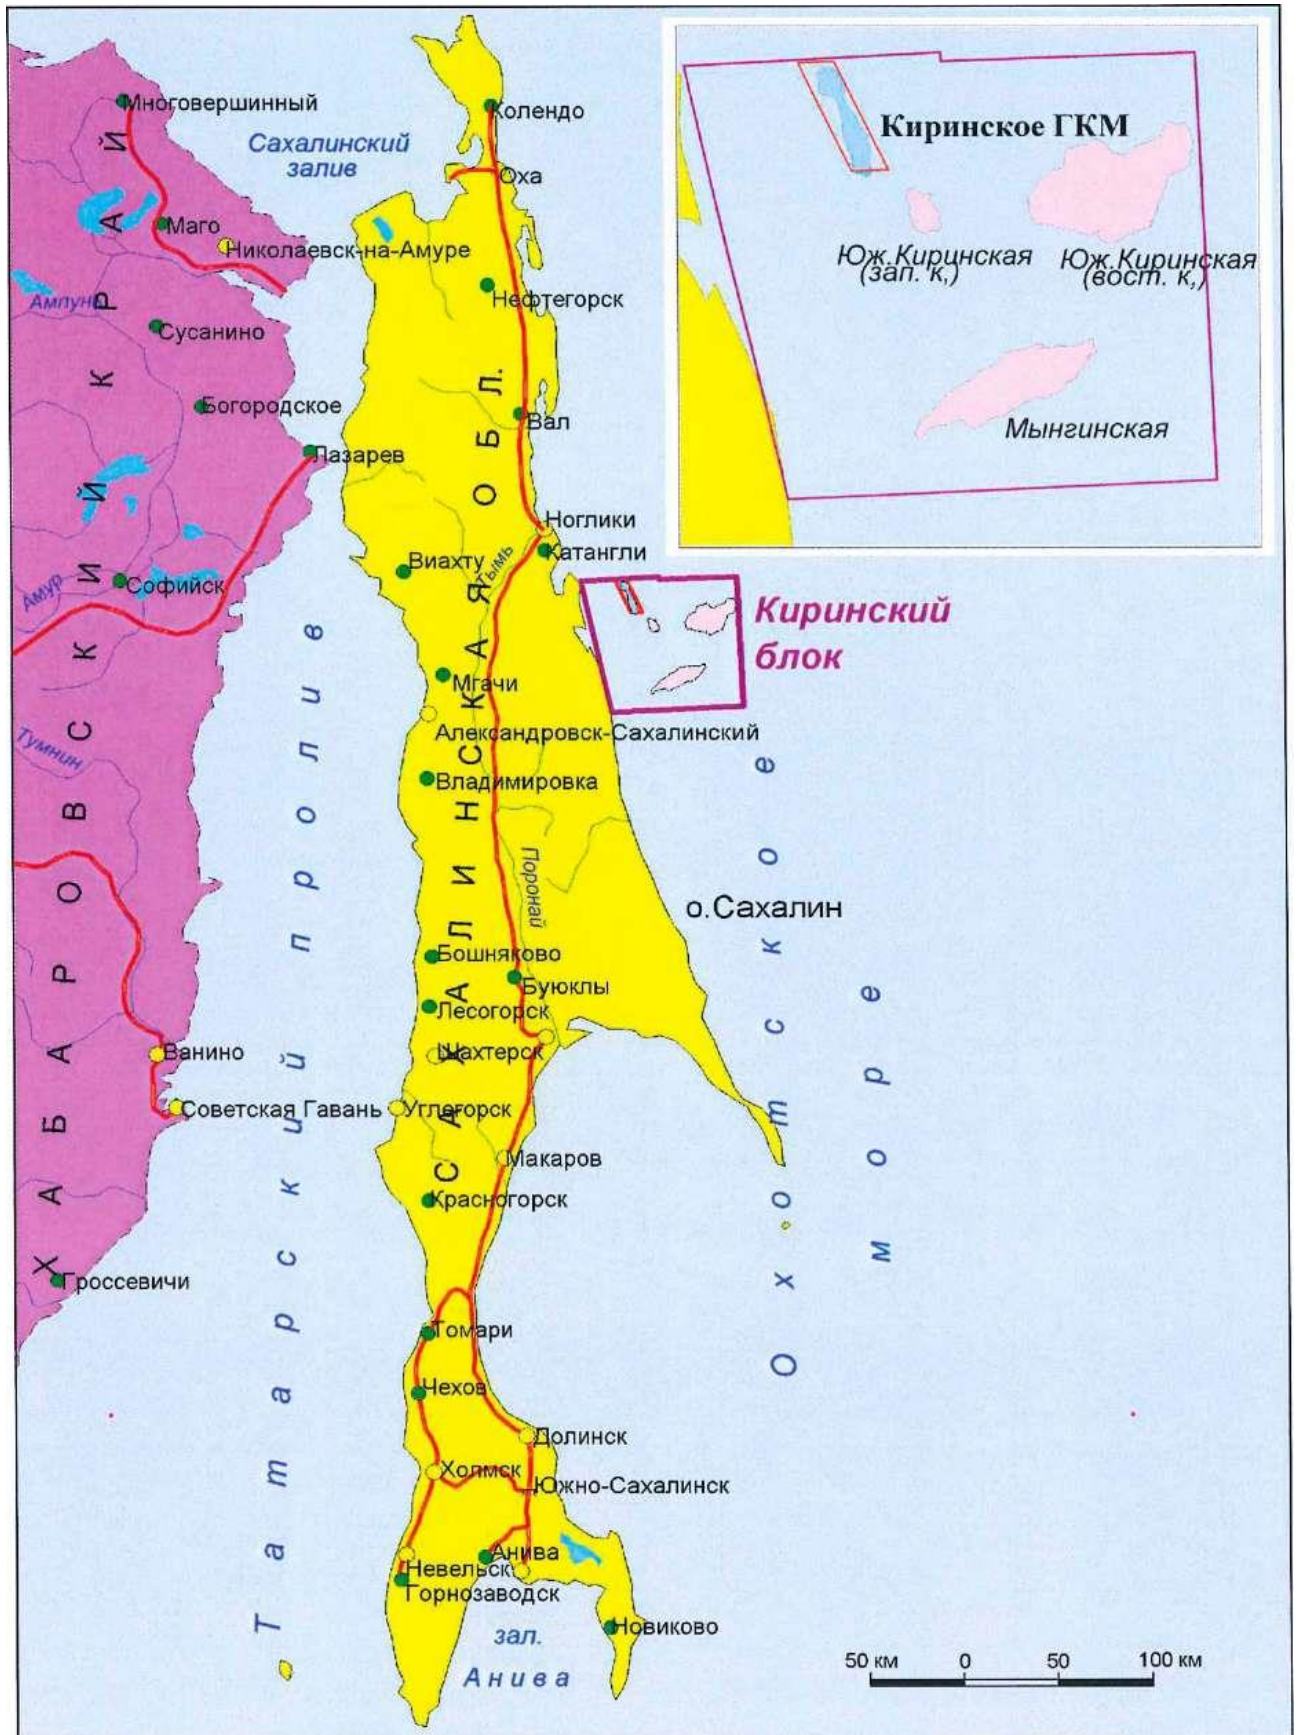 Многовершинный
Колендо
Сахалинский
залив
Оха
Маго
Николаевск-на-Амуре
Нефтегорск
Сусанино
Богородское
Вал
Лазарев
Ноглики
Катангли
Виахту
Тымь
Амур
Софийск
Мгачи
Александровск-Сахалинский
Владимировка
Тумнин
Поронай
о.Сахалин
Бошняково
Буюклы
Лесогорск
Шахтерск
Ванино
Советская Гавань
Углегорск
Макаров
Красногорск
Гроссевичи
Томари
Чехов
Долинск
Холмск
Южно-Сахалинск
Анива
Невельск
Горнозаводск
Новиково
зал.
Анива
ХАБАРОВСКИЙ КРАЙ
Татарский пролив
САХАЛИНСКАЯ ОБЛ.
Охотское
море
Киринский
блок
Киринское ГКМ
Юж.Киринская
(зап. к,)
Юж.Киринская
(вост. к,)
Мынгинская
50 км 0 50 100 км